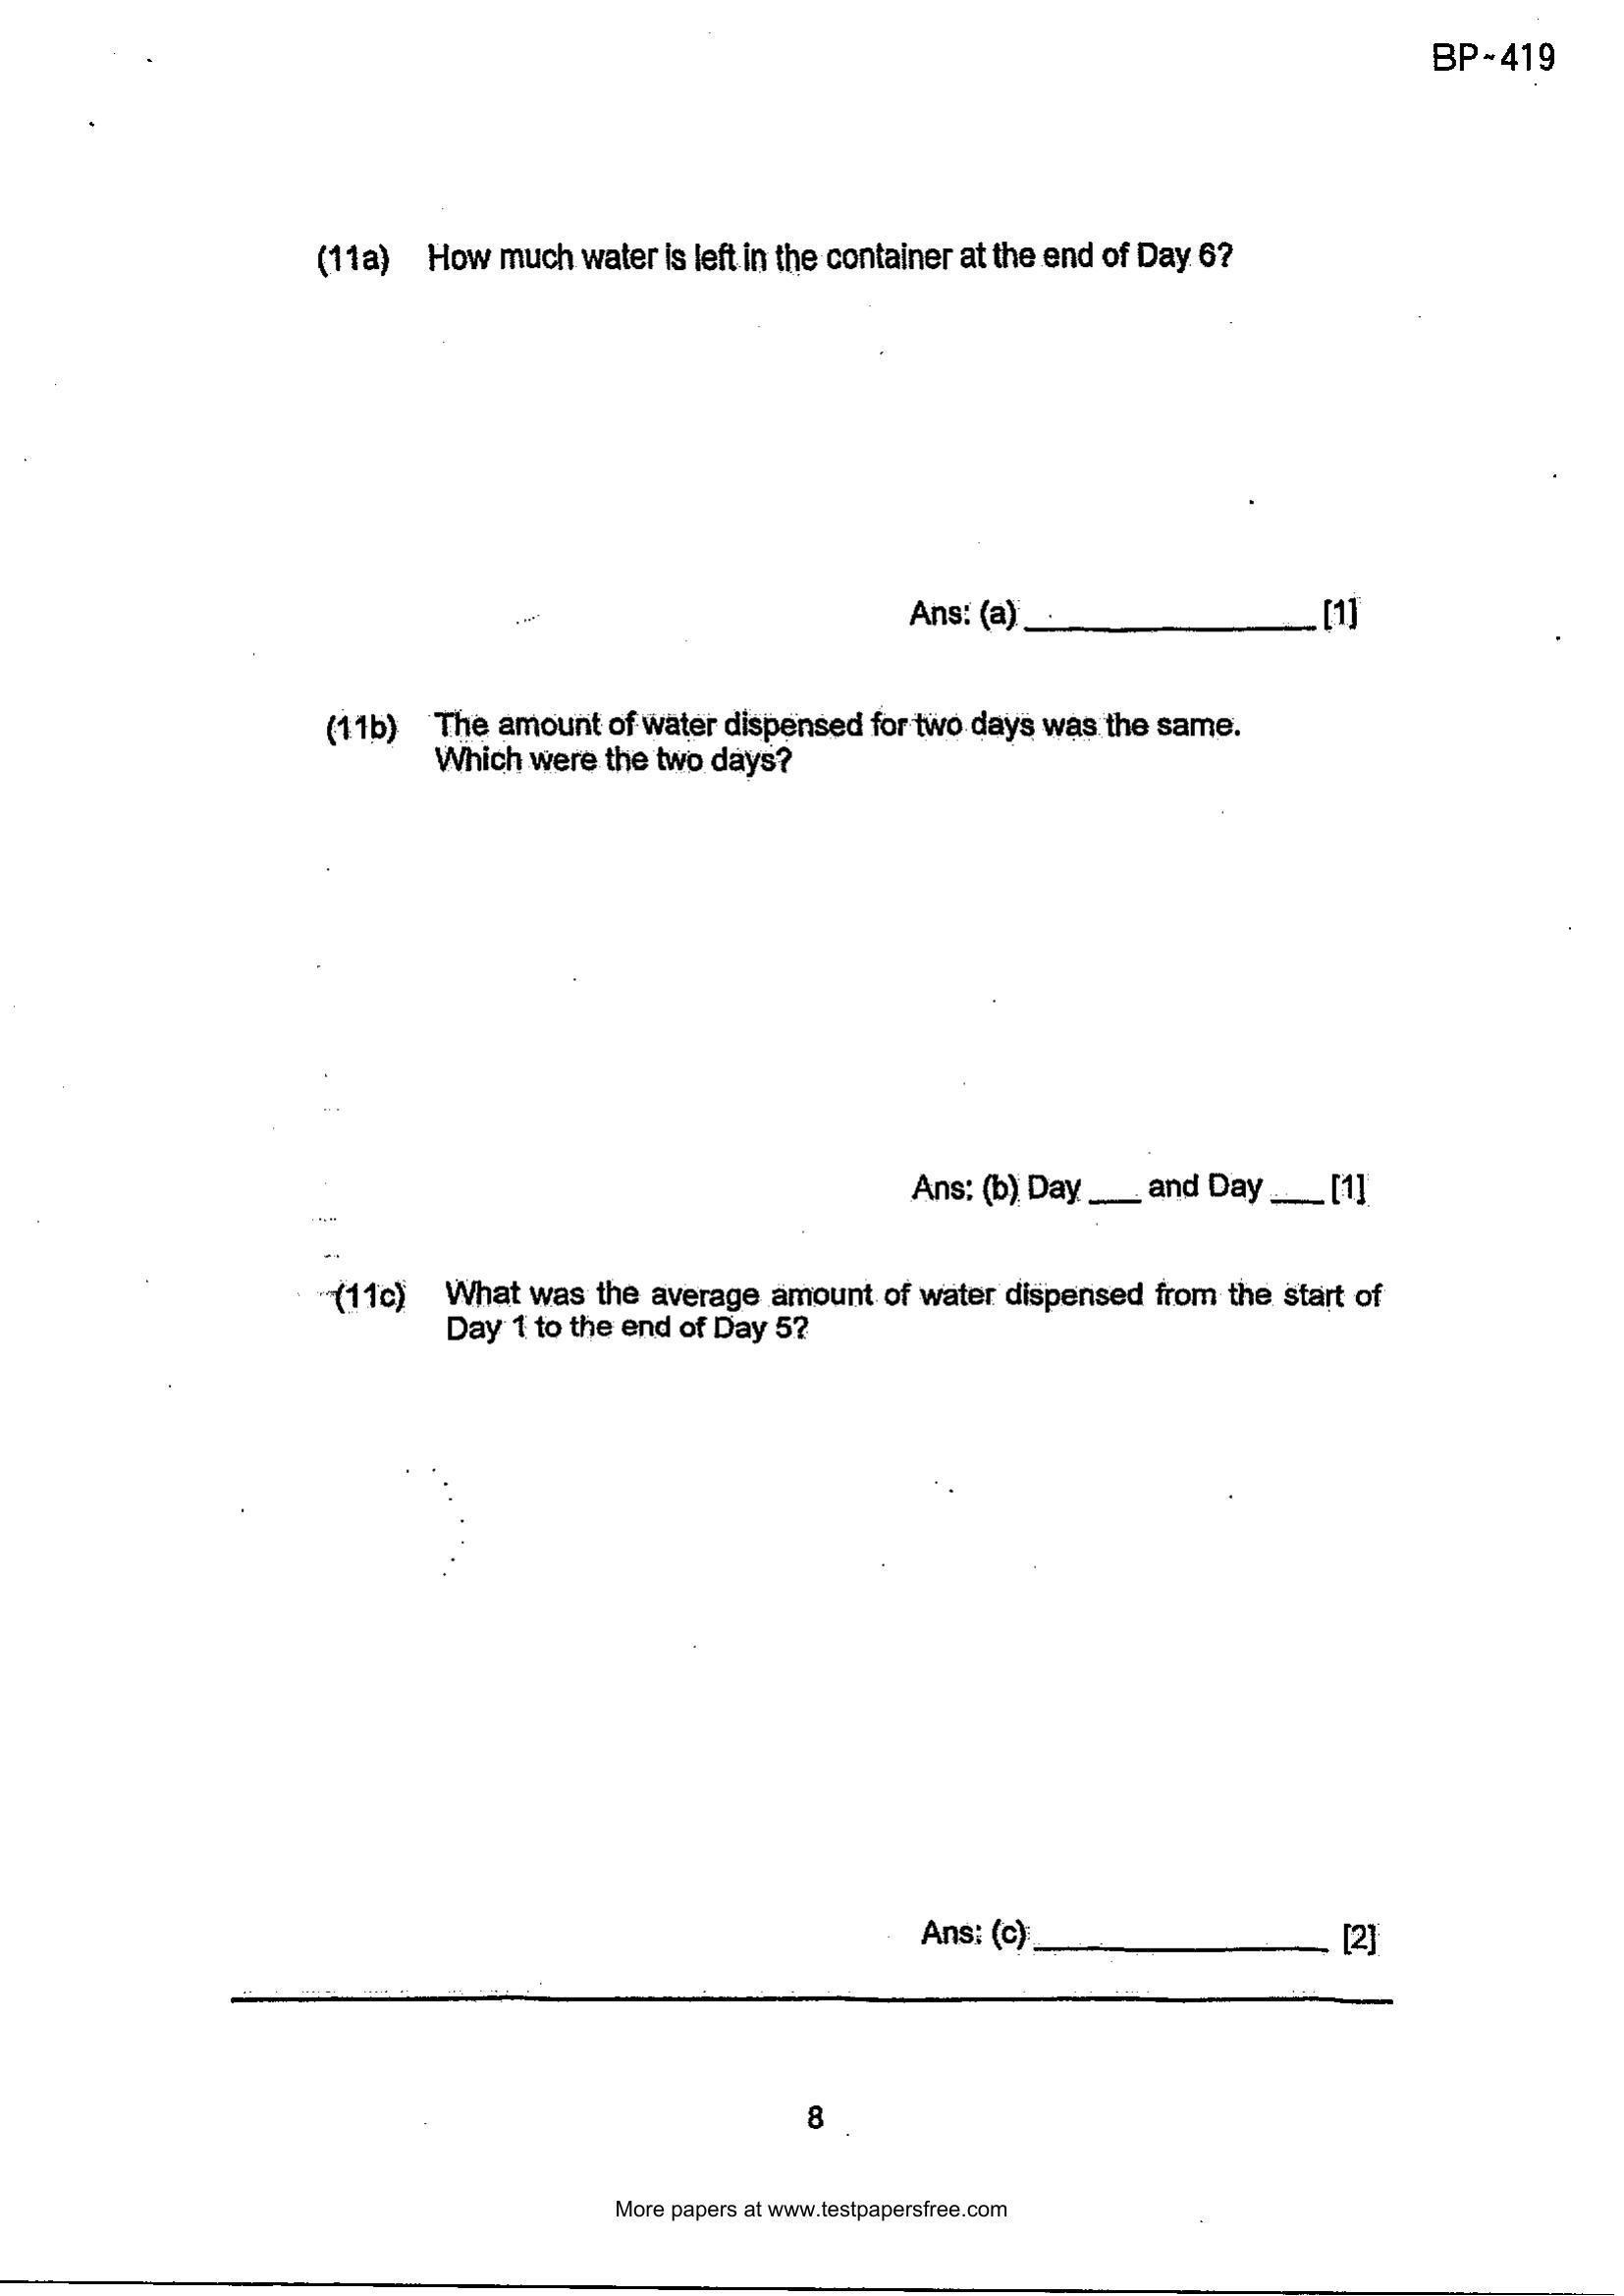 BP-419
(11a) How much water is left in the container at the end of Day 6?
Ans: (a) ____________ [1]
(11b) The amount of water dispensed for two days was the same.
Which were the two days?
Ans: (b) Day ___ and Day ___ [1]
(11c) What was the average amount of water dispensed from the start of
Day 1 to the end of Day 5?
Ans: (c) ____________ [2]
8
More papers at www.testpapersfree.com